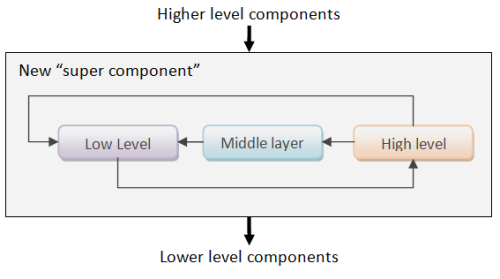 Higher level components
New “super component”
Low Level
Middle layer
High level
Lower level components